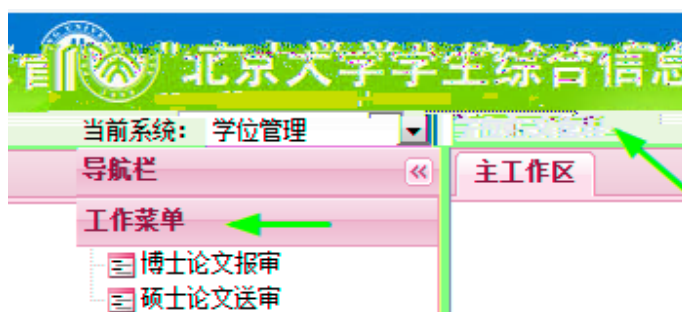 北京大学学生综合信息
当前系统： 学位管理
导航栏
主工作区
工作菜单
博士论文报审
硕士论文送审